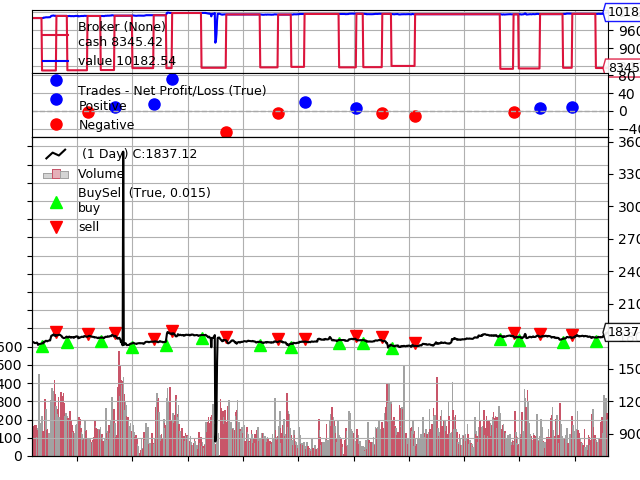 Broker (None)
cash 8345.42
value 10182.54
1018
960
900
8345
Trades - Net Profit/Loss (True)
Positive
Negative
80
40
0
−40
(1 Day) C:1837.12
Volume
BuySell (True, 0.015)
buy
sell
360
330
300
270
240
210
1837
150
120
900
600
500
400
300
200
100
0